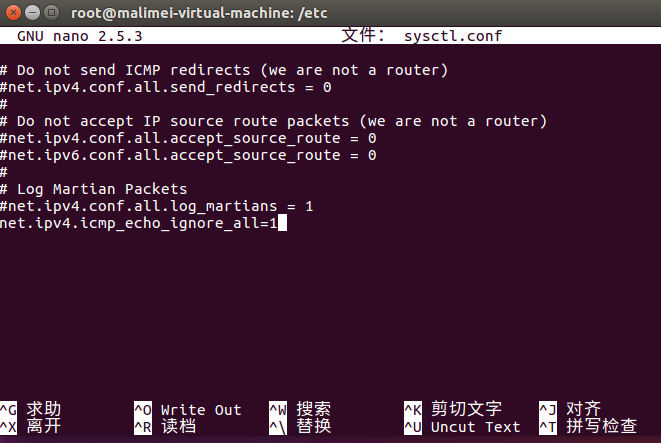 root@malimei-virtual-machine: /etc
GNU nano 2.5.3 文件： sysctl.conf
# Do not send ICMP redirects (we are not a router)
#net.ipv4.conf.all.send_redirects = 0
#
# Do not accept IP source route packets (we are not a router)
#net.ipv4.conf.all.accept_source_route = 0
#net.ipv6.conf.all.accept_source_route = 0
#
# Log Martian Packets
#net.ipv4.conf.all.log_martians = 1
net.ipv4.icmp_echo_ignore_all=1
^G 求助 ^O Write Out ^W 搜索 ^K 剪切文字 ^J 对齐
^X 离开 ^R 读档 ^\ 替换 ^U Uncut Text ^T 拼写检查